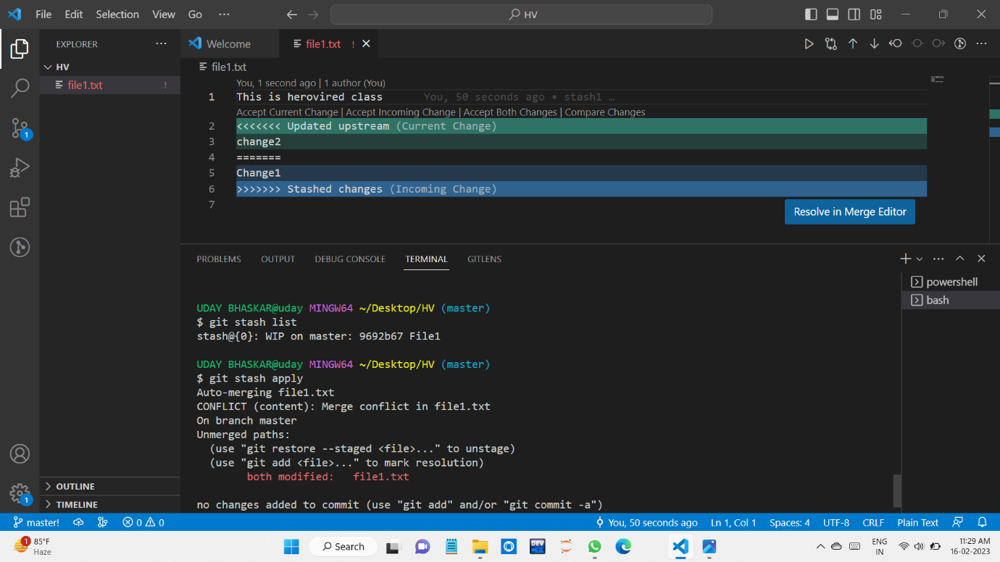 File Edit Selection View Go ··· HV
EXPLORER ···
Welcome
file1.txt !
HV
file1.txt !
file1.txt
You, 1 second ago | 1 author (You)
1 This is herovired class You, 50 seconds ago • stash1 …
Accept Current Change | Accept Incoming Change | Accept Both Changes | Compare Changes
2 <<<<<<< Updated upstream (Current Change)
3 change2
4 =======
5 Change1
6 >>>>>>> Stashed changes (Incoming Change)
7
Resolve in Merge Editor
1
PROBLEMS OUTPUT DEBUG CONSOLE TERMINAL GITLENS
powershell
bash
UDAY BHASKAR@uday MINGW64 ~/Desktop/HV (master)
$ git stash list
stash@{0}: WIP on master: 9692b67 File1
UDAY BHASKAR@uday MINGW64 ~/Desktop/HV (master)
$ git stash apply
Auto-merging file1.txt
CONFLICT (content): Merge conflict in file1.txt
On branch master
Unmerged paths:
(use "git restore --staged <file>..." to unstage)
(use "git add <file>..." to mark resolution)
both modified: file1.txt
no changes added to commit (use "git add" and/or "git commit -a")
1
OUTLINE
TIMELINE
master! 0 0 You, 50 seconds ago Ln 1, Col 1 Spaces: 4 UTF-8 CRLF Plain Text
1
85°F
Haze
Search
DEV
ENG
IN
11:29 AM
16-02-2023